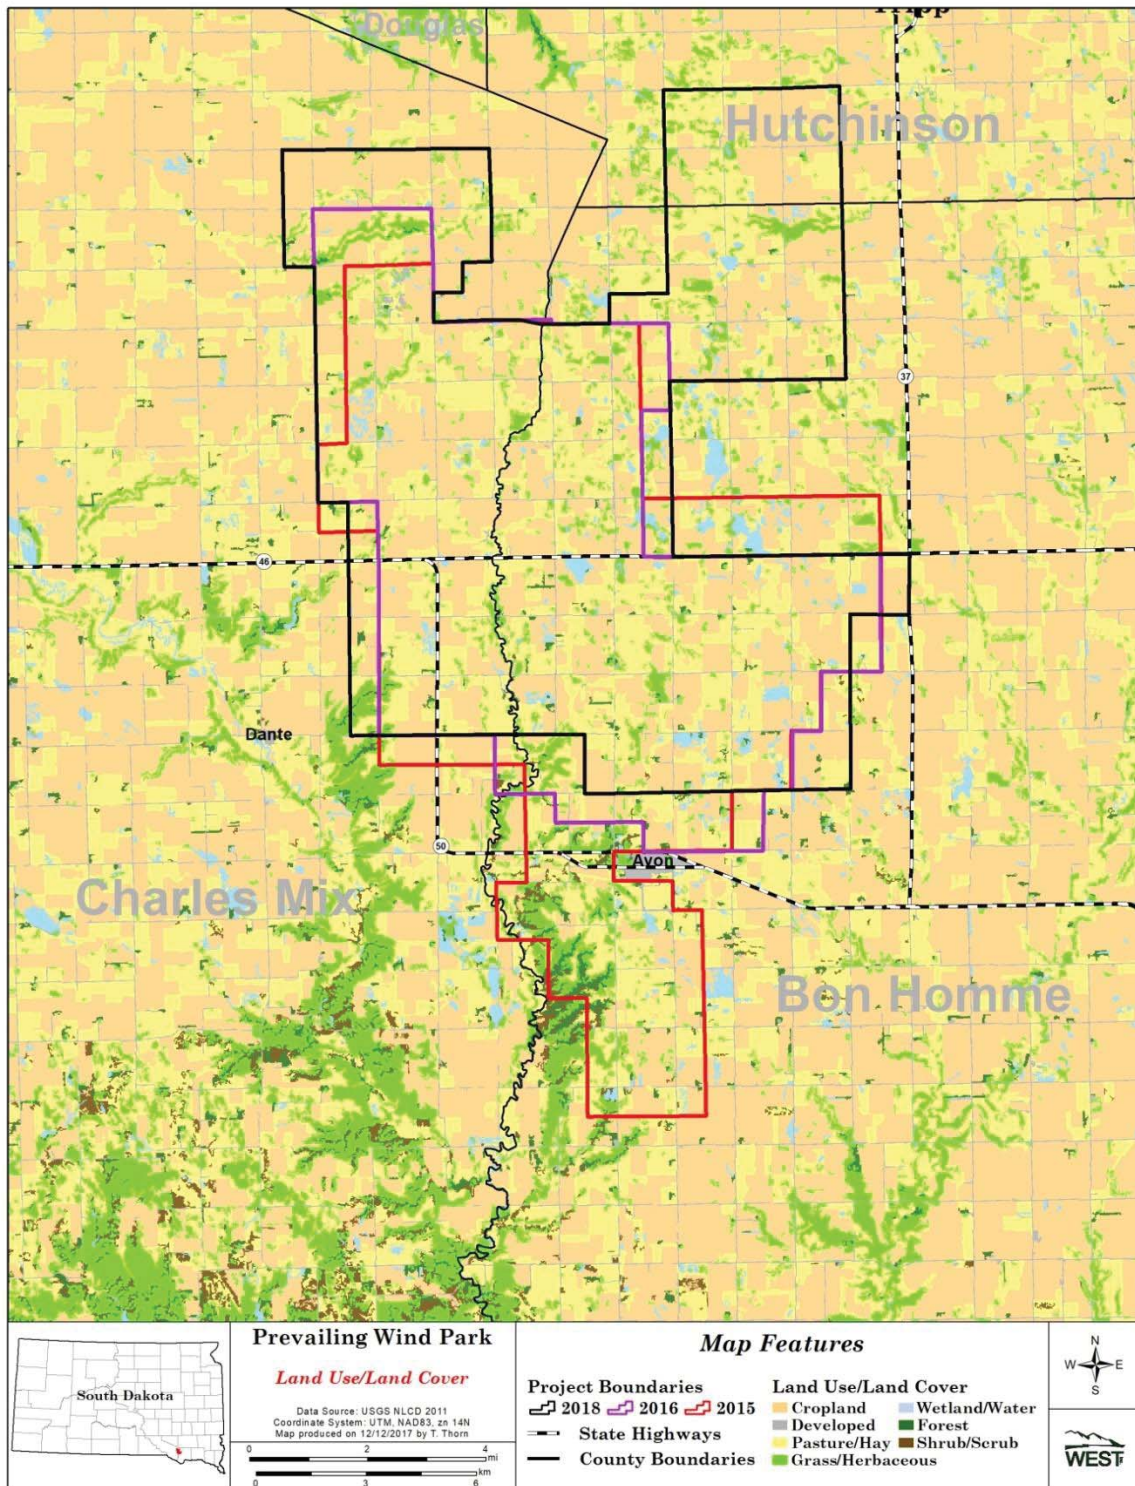 Douglas
Tripp
Hutchinson
37
46
Dante
50
Avon
Charles Mix
Bon Homme
South Dakota
Prevailing Wind Park
Land Use/Land Cover
Data Source: USGS NLCD 2011
Coordinate System: UTM, NAD83, zn 14N
Map produced on 12/12/2017 by T. Thorn
0 2 4
mi
km
0 3 6
Map Features
Project Boundaries
2018 2016 2015
State Highways
County Boundaries
Land Use/Land Cover
Cropland
Developed
Pasture/Hay
Grass/Herbaceous
Wetland/Water
Forest
Shrub/Scrub
N
W E
S
WEST